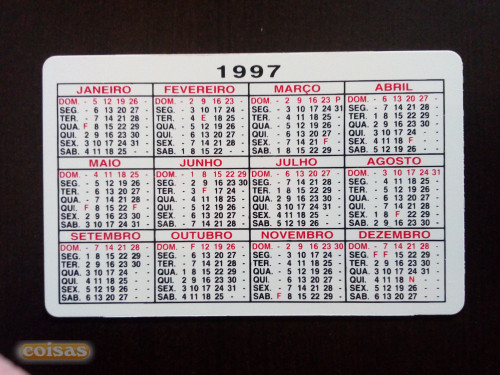 1997
JANEIRO
DOM. - 5 12 19 26 -
SEG. - 6 13 20 27 -
TER. - 7 14 21 28 -
QUA. F 8 15 22 29 -
QUI. 2 9 16 23 30 -
SEX. 3 10 17 24 31 -
SAB. 4 11 18 25 - -
FEVEREIRO
DOM. - 2 9 16 23 -
SEG. - 3 10 17 24 -
TER. - 4 E 18 25 -
QUA. - 5 12 19 26 -
QUI. - 6 13 20 27 -
SEX. - 7 14 21 28 -
SAB. 1 8 15 22 - -
MARÇO
DOM. - 2 9 16 23 P
SEG. - 3 10 17 24 31
TER. - 4 11 18 25 -
QUA. - 5 12 19 26 -
QUI. - 6 13 20 27 -
SEX. - 7 14 21 F -
SAB. 1 8 15 22 29 -
ABRIL
DOM. - 6 13 20 27 -
SEG. - 7 14 21 28 -
TER. 1 8 15 22 29 -
QUA. 2 9 16 23 30 -
QUI. 3 10 17 24 - -
SEX. 4 11 18 F - -
SAB. 5 12 19 26 - -
MAIO
DOM. - 4 11 18 25 -
SEG. - 5 12 19 26 -
TER. - 6 13 20 27 -
QUA. - 7 14 21 28 -
QUI. F 8 15 22 F -
SEX. 2 9 16 23 30 -
SAB. 3 10 17 24 31 -
JUNHO
DOM. - 1 8 15 22 29
SEG. - 2 9 16 23 30
TER. - 3 F 17 24 -
QUA. - 4 11 18 25 -
QUI. - 5 12 19 26 -
SEX. - 6 13 20 27 -
SAB. - 7 14 21 28 -
JULHO
DOM. - 6 13 20 27 -
SEG. - 7 14 21 28 -
TER. 1 8 15 22 29 -
QUA. 2 9 16 23 30 -
QUI. 3 10 17 24 31 -
SEX. 4 11 18 25 - -
SAB. 5 12 19 26 - -
AGOSTO
DOM. - 3 10 17 24 31
SEG. - 4 11 18 25 -
TER. - 5 12 19 26 -
QUA. - 6 13 20 27 -
QUI. - 7 14 21 28 -
SEX. 1 8 F 22 29 -
SAB. 2 9 16 23 30 -
SETEMBRO
DOM. - 7 14 21 28 -
SEG. 1 8 15 22 29 -
TER. 2 9 16 23 30 -
QUA. 3 10 17 24 - -
QUI. 4 11 18 25 - -
SEX. 5 12 19 26 - -
SAB. 6 13 20 27 - -
OUTUBRO
DOM. - F 12 19 26 -
SEG. - 6 13 20 27 -
TER. - 7 14 21 28 -
QUA. 1 8 15 22 29 -
QUI. 2 9 16 23 30 -
SEX. 3 10 17 24 31 -
SAB. 4 11 18 25 - -
NOVEMBRO
DOM. - 2 9 16 23 30
SEG. - 3 10 17 24 -
TER. - 4 11 18 25 -
QUA. - 5 12 19 26 -
QUI. - 6 13 20 27 -
SEX. - 7 14 21 28 -
SAB. F 8 15 22 29 -
DEZEMBRO
DOM. - 7 14 21 28 -
SEG. F F 15 22 29 -
TER. 2 9 16 23 30 -
QUA. 3 10 17 24 31 -
QUI. 4 11 18 N - -
SEX. 5 12 19 26 - -
SAB. 6 13 20 27 - -
coisas